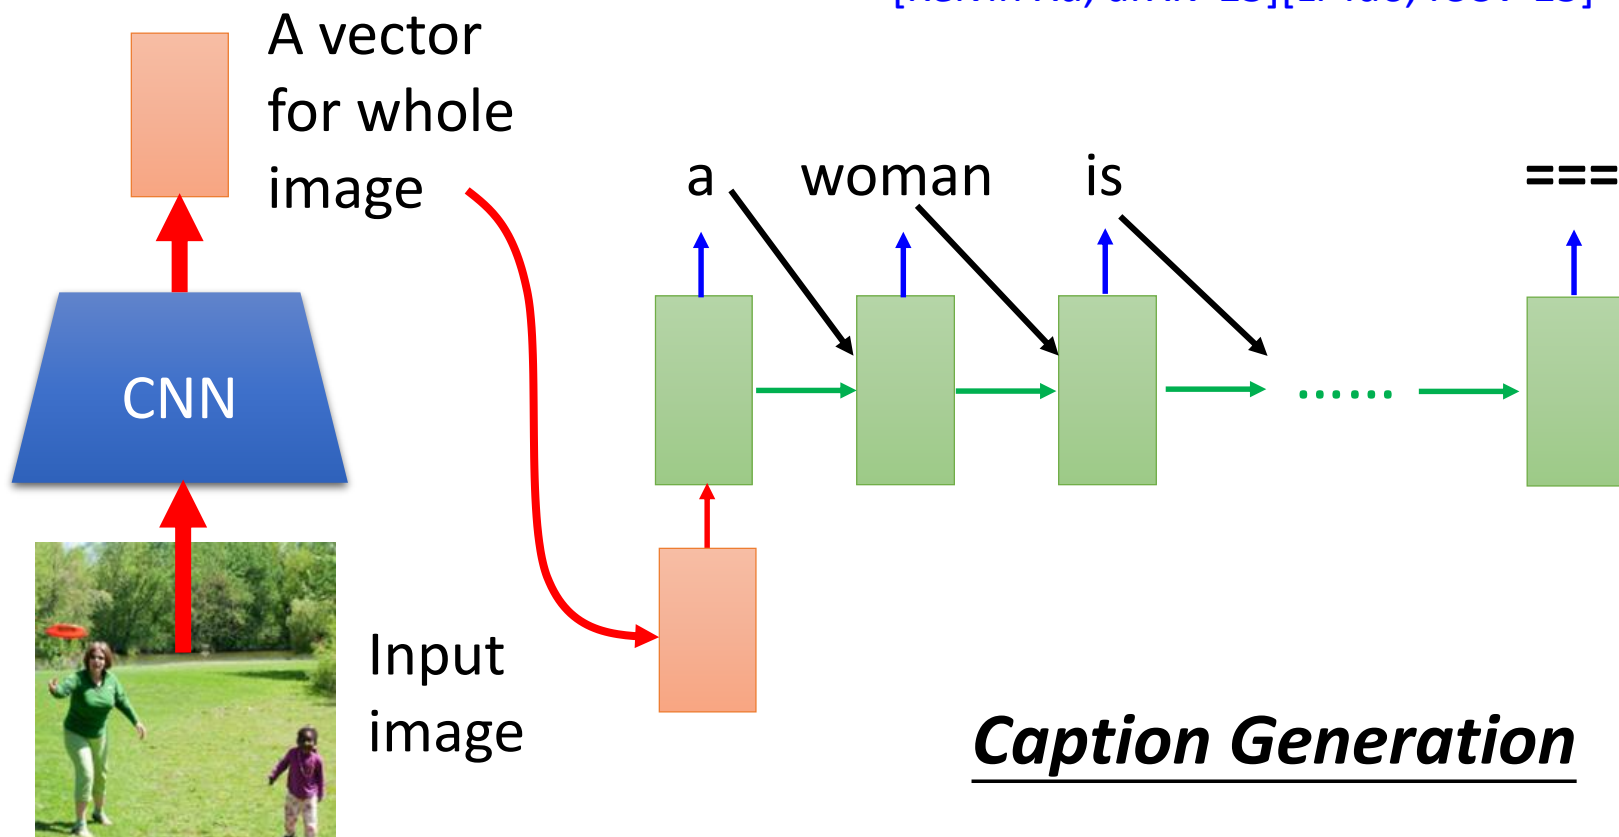 A vector
for whole
image
a woman is ===
CNN
......
Input
image
Caption Generation